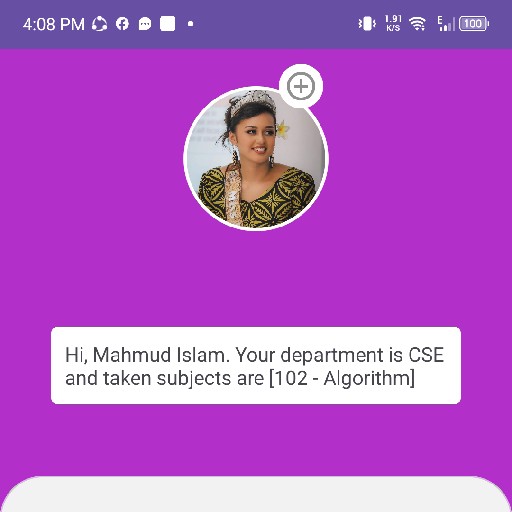 4:08 PM
1.91
K/S
E
100
Hi, Mahmud Islam. Your department is CSE
and taken subjects are [102 - Algorithm]